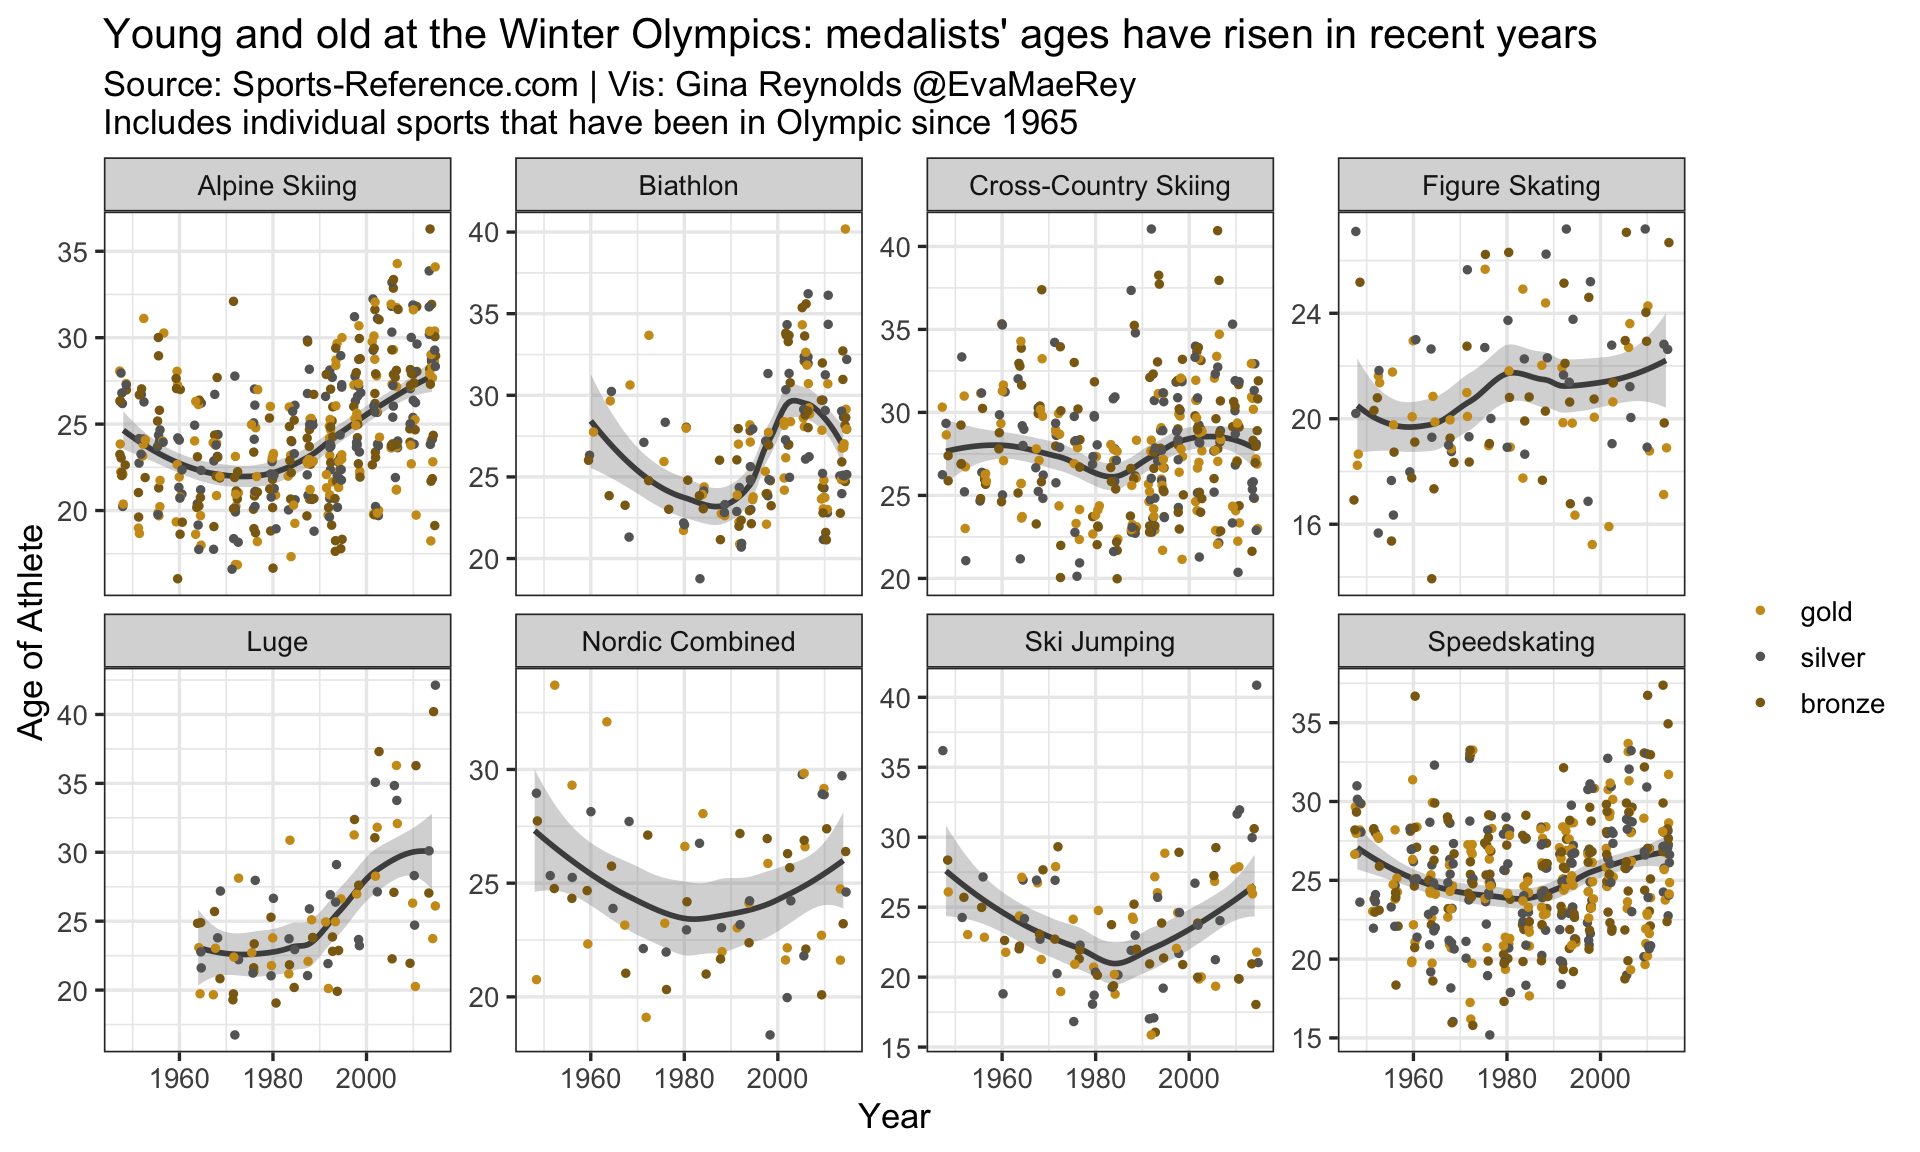 Young and old at the Winter Olympics: medalists' ages have risen in recent years
Source: Sports-Reference.com | Vis: Gina Reynolds @EvaMaeRey
Includes individual sports that have been in Olympic since 1965
Alpine Skiing
Biathlon
Cross-Country Skiing
Figure Skating
35
30
25
20
40
35
30
25
20
40
35
30
25
20
24
20
16
Age of Athlete
Luge
Nordic Combined
Ski Jumping
Speedskating
40
35
30
25
20
30
25
20
40
35
30
25
20
15
35
30
25
20
15
1960 1980 2000
1960 1980 2000
1960 1980 2000
1960 1980 2000
Year
gold
silver
bronze